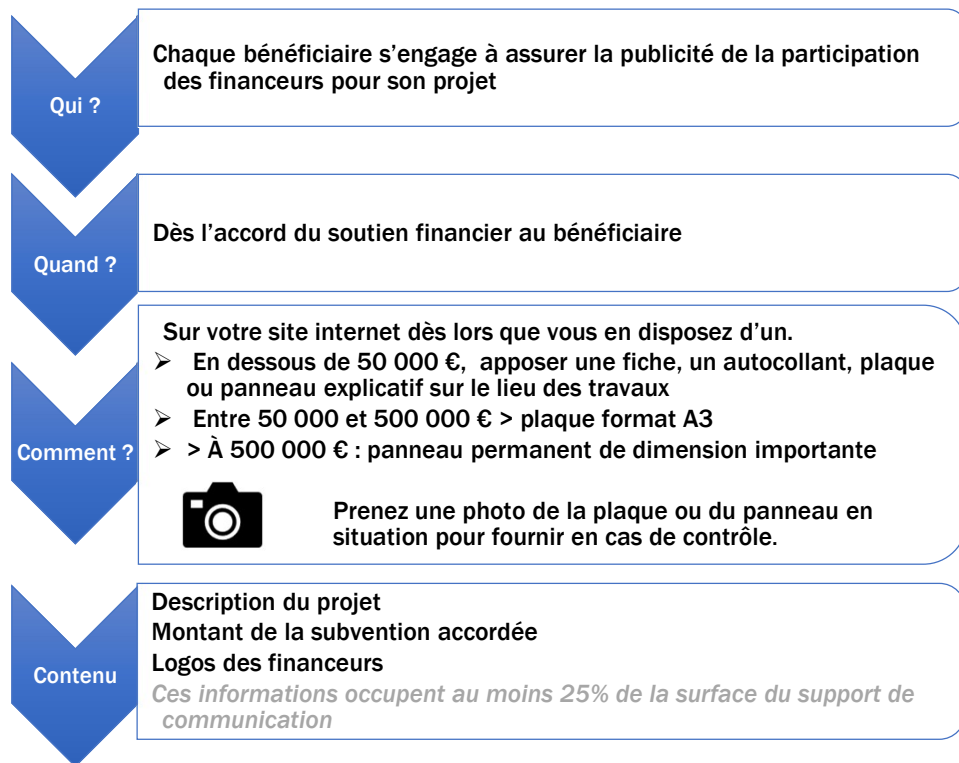 Qui ?
Chaque bénéficiaire s’engage à assurer la publicité de la participation
des financeurs pour son projet
Quand ?
Dès l’accord du soutien financier au bénéficiaire
Comment ?
Sur votre site internet dès lors que vous en disposez d’un.
➢ En dessous de 50 000 €, apposer une fiche, un autocollant, plaque
ou panneau explicatif sur le lieu des travaux
➢ Entre 50 000 et 500 000 € > plaque format A3
➢ > À 500 000 € : panneau permanent de dimension importante
Prenez une photo de la plaque ou du panneau en
situation pour fournir en cas de contrôle.
Contenu
Description du projet
Montant de la subvention accordée
Logos des financeurs
Ces informations occupent au moins 25% de la surface du support de
communication